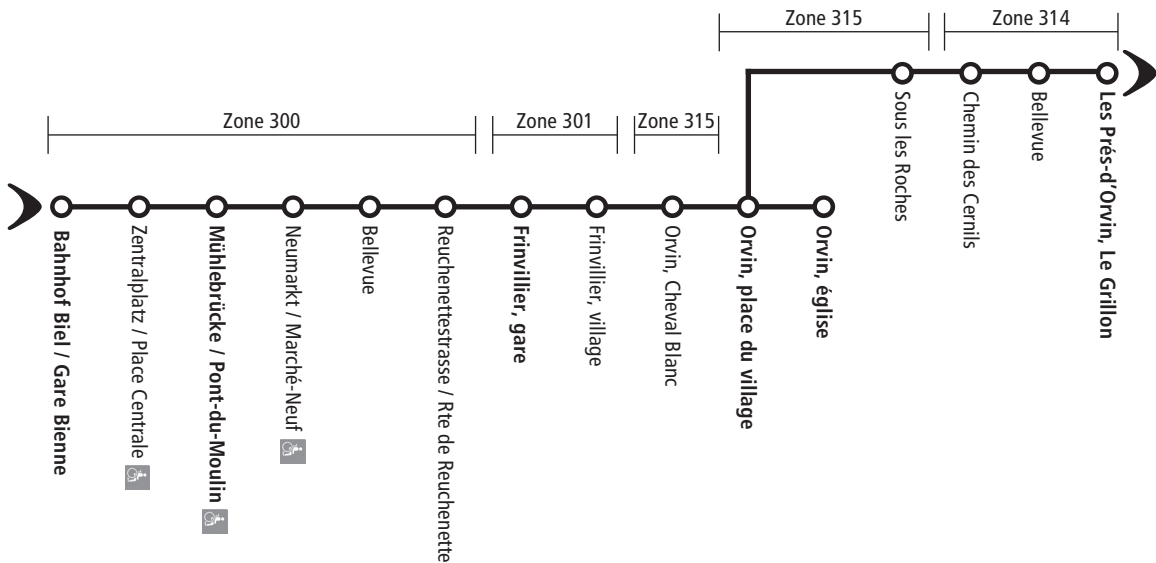 Zone 315
Zone 314
Sous les Roches
Chemin des Cernils
Bellevue
Les Prés-d'Orvin, Le Grillon
Zone 300
Zone 301
Zone 315
Bahnhof Biel / Gare Bienne
Zentralplatz / Place Centrale
Mühlebrücke / Pont-du-Moulin
Neumarkt / Marché-Neuf
Bellevue
Reuchenettestrasse / Rte de Reuchenette
Frinvillier, gare
Frinvillier, village
Orvin, Cheval Blanc
Orvin, place du village
Orvin, église